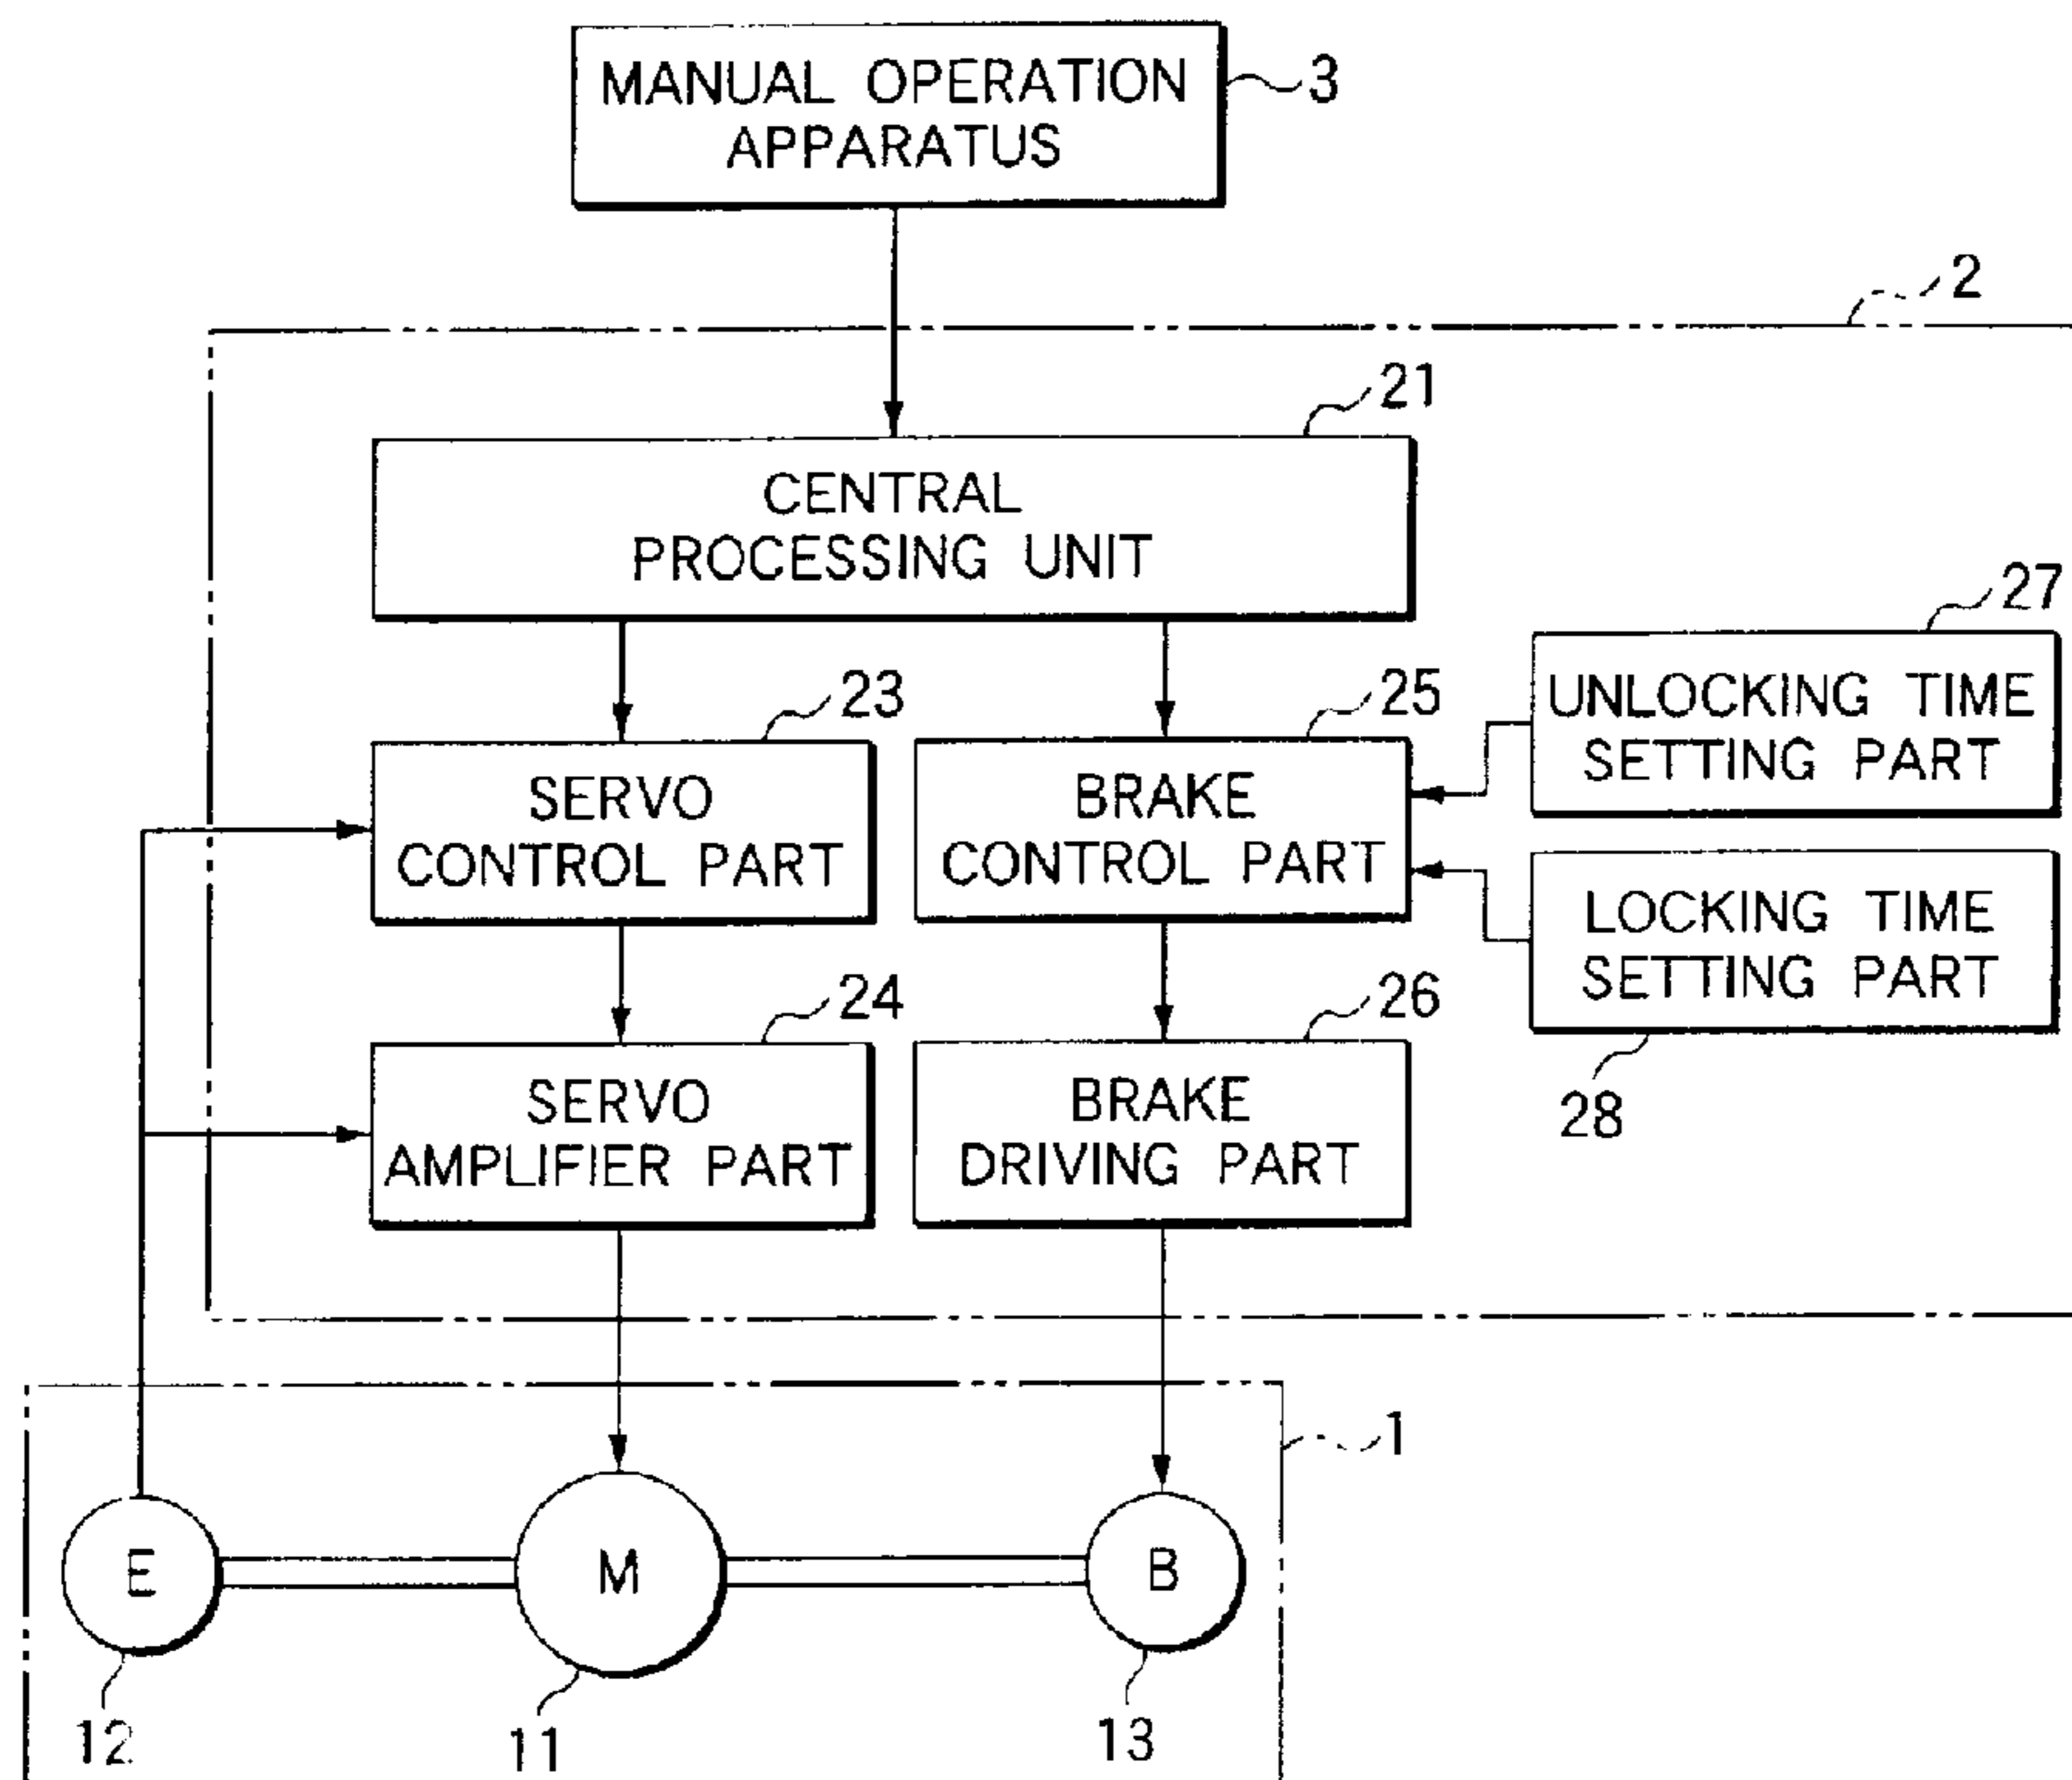 MANUAL OPERATION
APPARATUS
3
2
21
CENTRAL
PROCESSING UNIT
27
UNLOCKING TIME
SETTING PART
23
25
SERVO
CONTROL PART
BRAKE
CONTROL PART
LOCKING TIME
SETTING PART
28
24
26
SERVO
AMPLIFIER PART
BRAKE
DRIVING PART
1
E
M
B
12
11
13